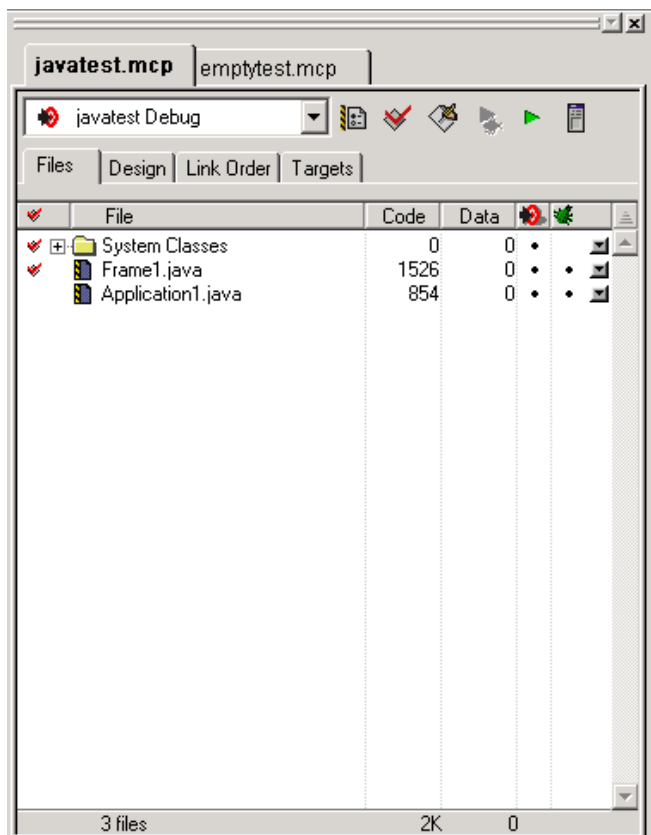 javatest.mcp emptytest.mcp
javatest Debug
Files Design Link Order Targets
File Code Data
System Classes 0 0
Frame1.java 1526 0
Application1.java 854 0
3 files 2K 0